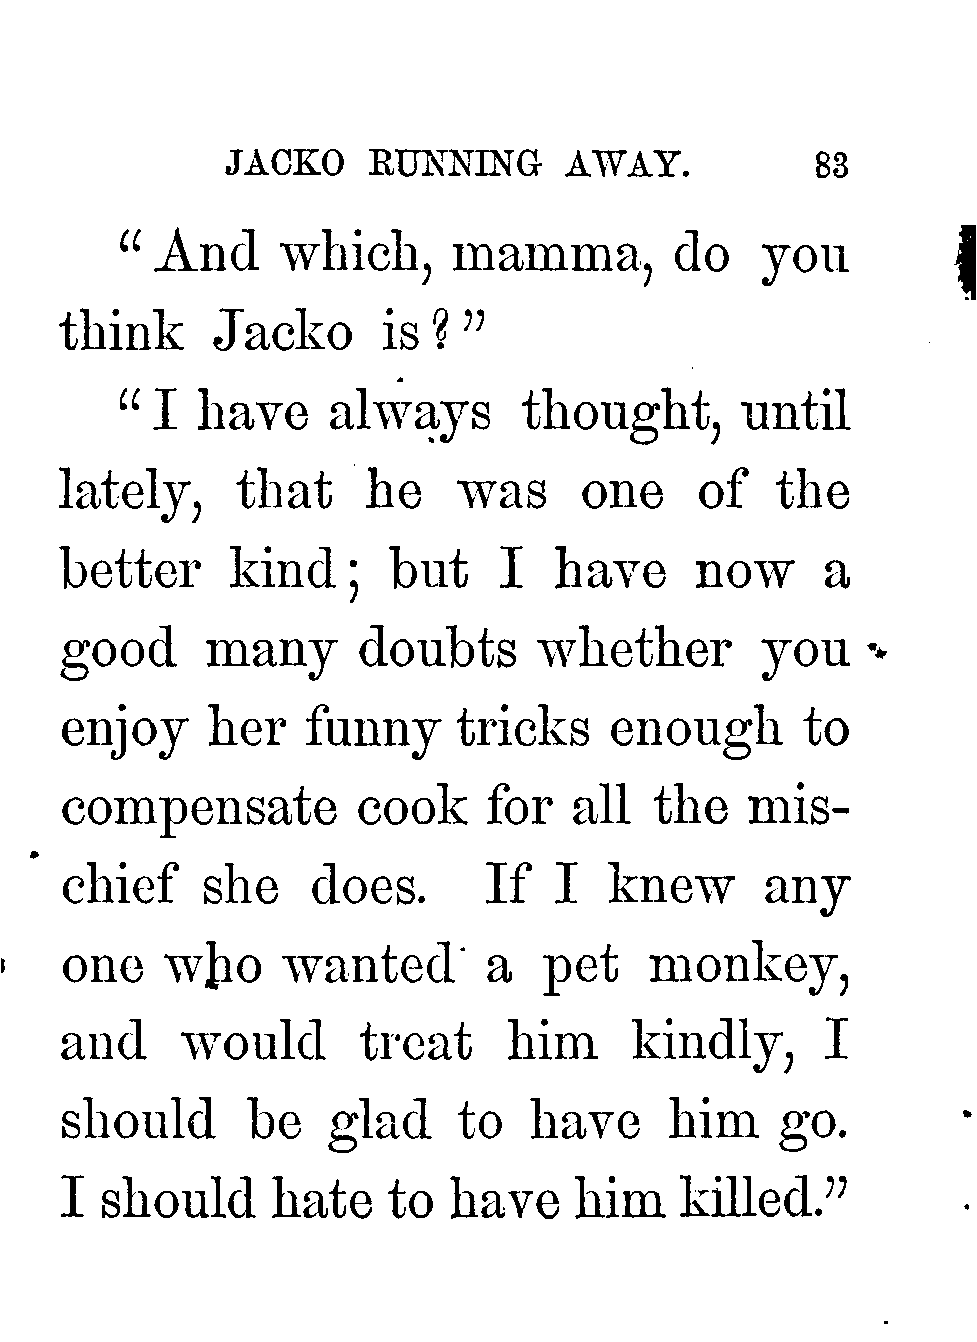 JACKO RUNNING AWAY. 83
“And which, mamma, do you
think Jacko is?”
“I have always thought, until
lately, that he was one of the
better kind; but I have now a
good many doubts whether you
enjoy her funny tricks enough to
compensate cook for all the mis-
chief she does. If I knew any
one who wanted a pet monkey,
and would treat him kindly, I
should be glad to have him go.
I should hate to have him killed.”